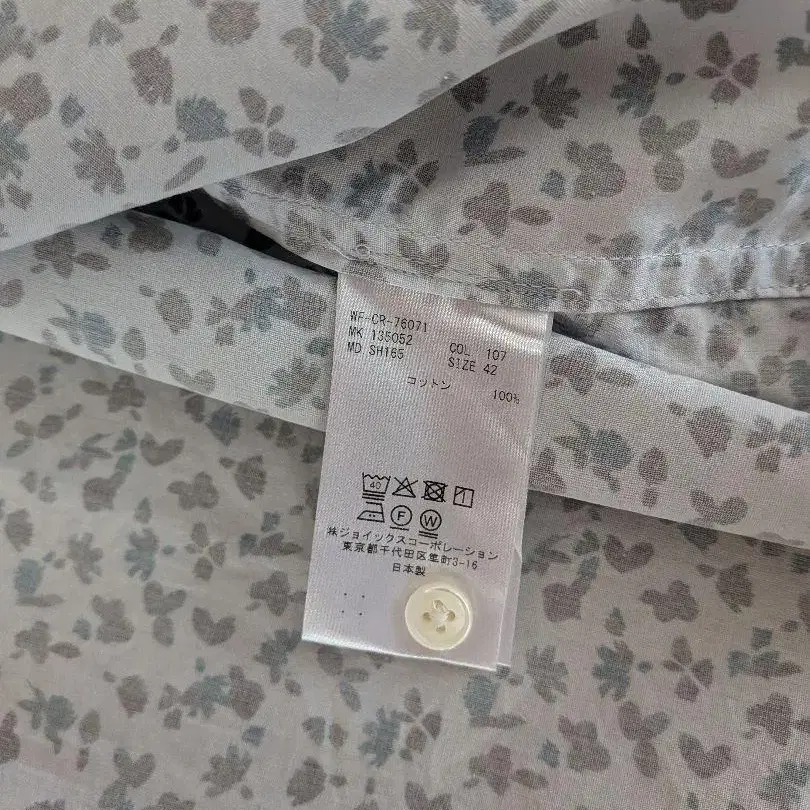 WF-CR-76071
MK 135052 COL 107
MD SH165 SIZE 42
コットン 100%
40
F W
株)ジョイックスコーポレーション
東京都千代田区隼町3-16
日本製